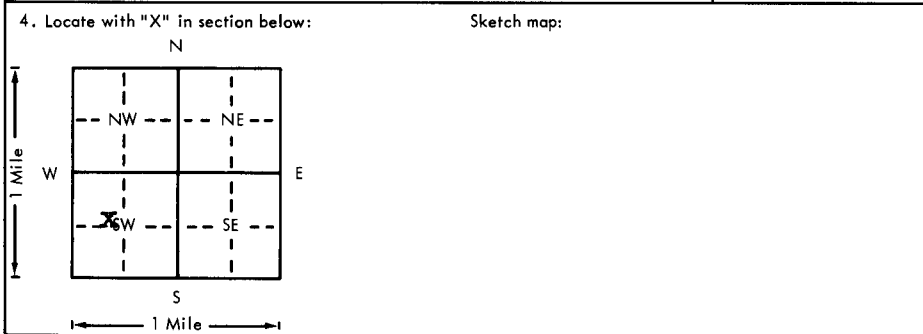 4. Locate with "X" in section below: Sketch map:
N
NW NE
1 Mile W E
X SW SE
S
1 Mile